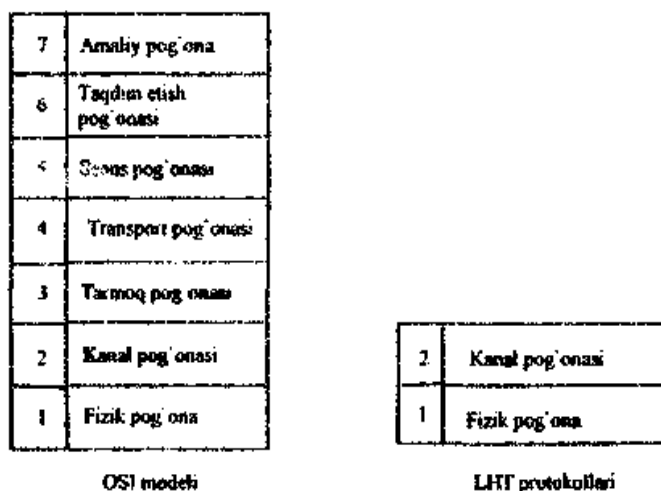 7 Amaliy pog`ona
6 Taqdim etish
pog`onasi
5 Seans pog`onasi
4 Transport pog`onasi
3 Tarmoq pog`onasi
2 Kanal pog`onasi
1 Fizik pog`ona
OSI modeli
2 Kanal pog`onasi
1 Fizik pog`ona
LHT protokollari